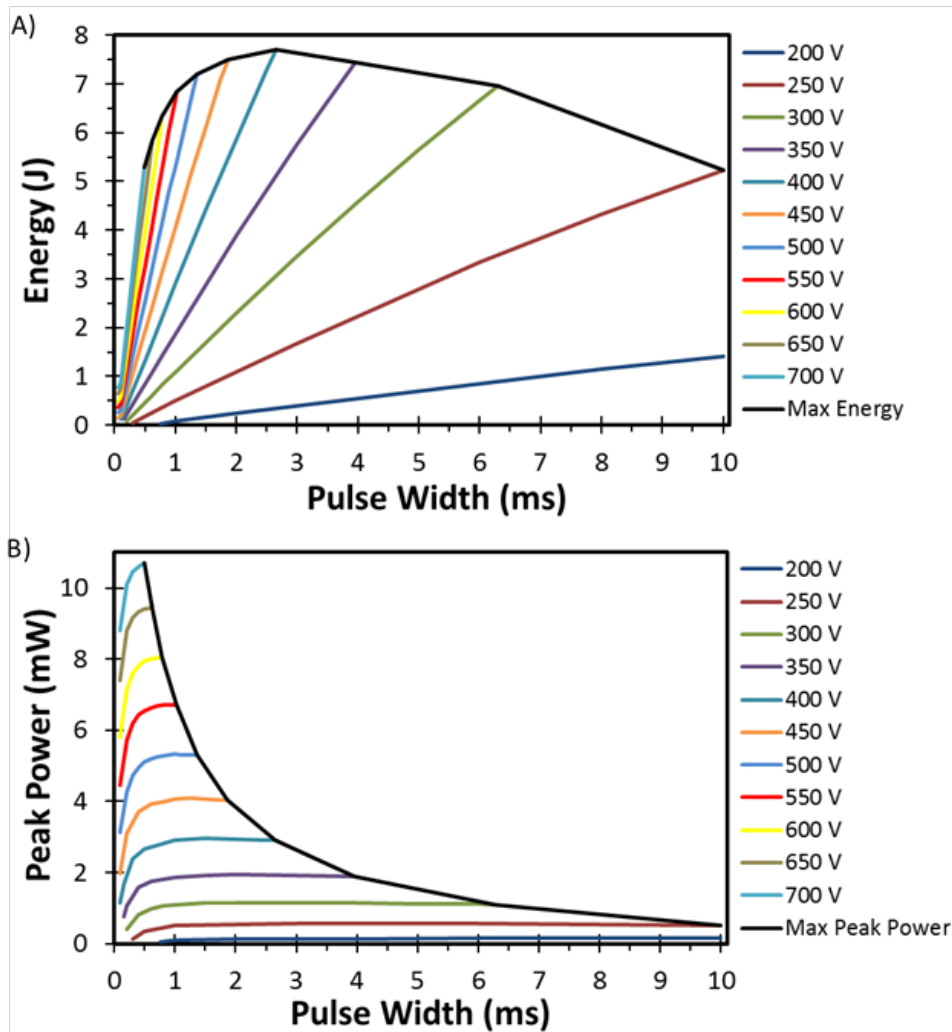 A)
8
7
6
5
4
3
2
1
0
Energy (J)
0 1 2 3 4 5 6 7 8 9 10
Pulse Width (ms)
200 V
250 V
300 V
350 V
400 V
450 V
500 V
550 V
600 V
650 V
700 V
Max Energy
B)
10
8
6
4
2
0
Peak Power (mW)
0 1 2 3 4 5 6 7 8 9 10
Pulse Width (ms)
200 V
250 V
300 V
350 V
400 V
450 V
500 V
550 V
600 V
650 V
700 V
Max Peak Power